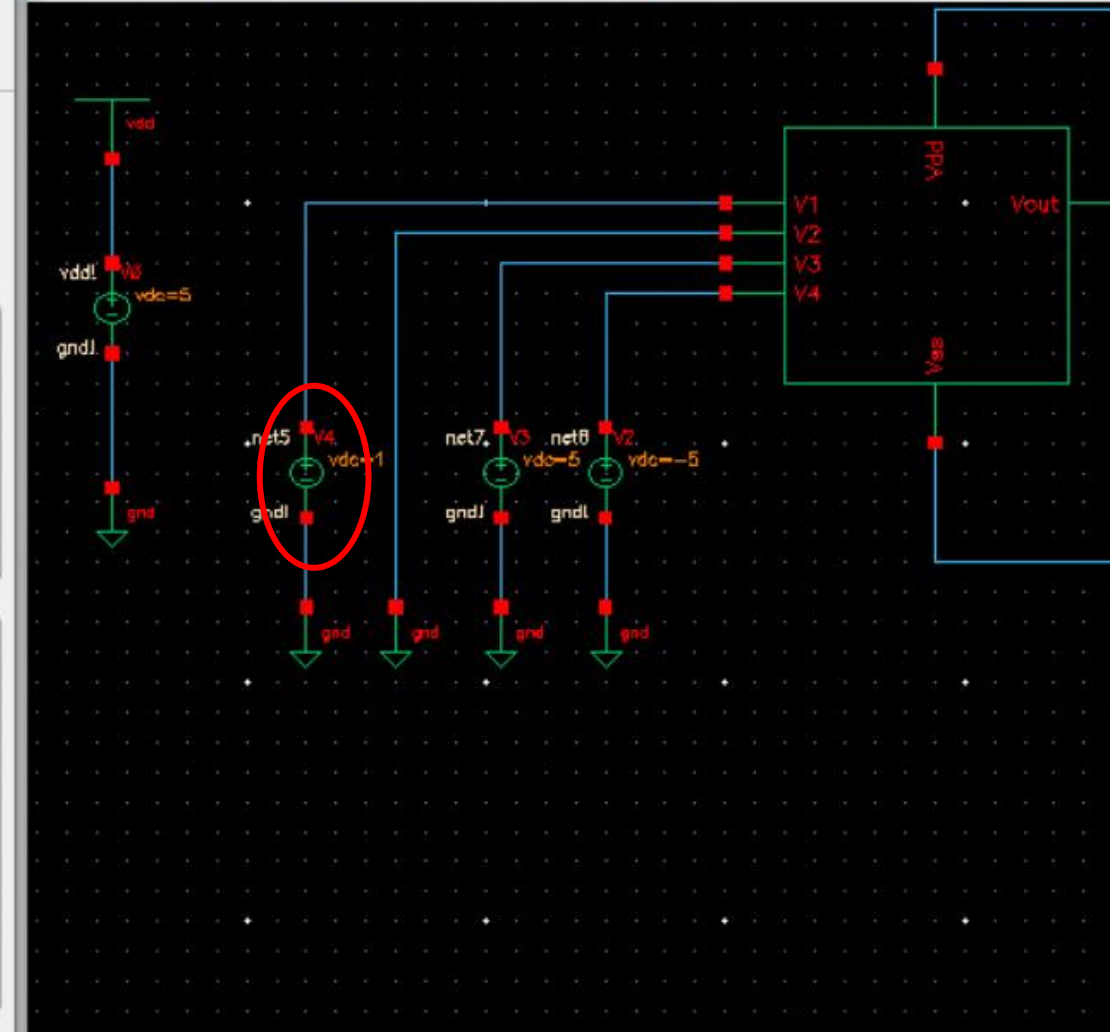 vdd
Vdd
V1
Vout
V2
V3
V4
vdd!
V0
vdc=5
gnd!
Vss
net5
V4
vdc=1
gnd!
net7
V3
vdc=5
gnd!
net8
V2
vdc=-5
gnd!
gnd
gnd
gnd
gnd
gnd